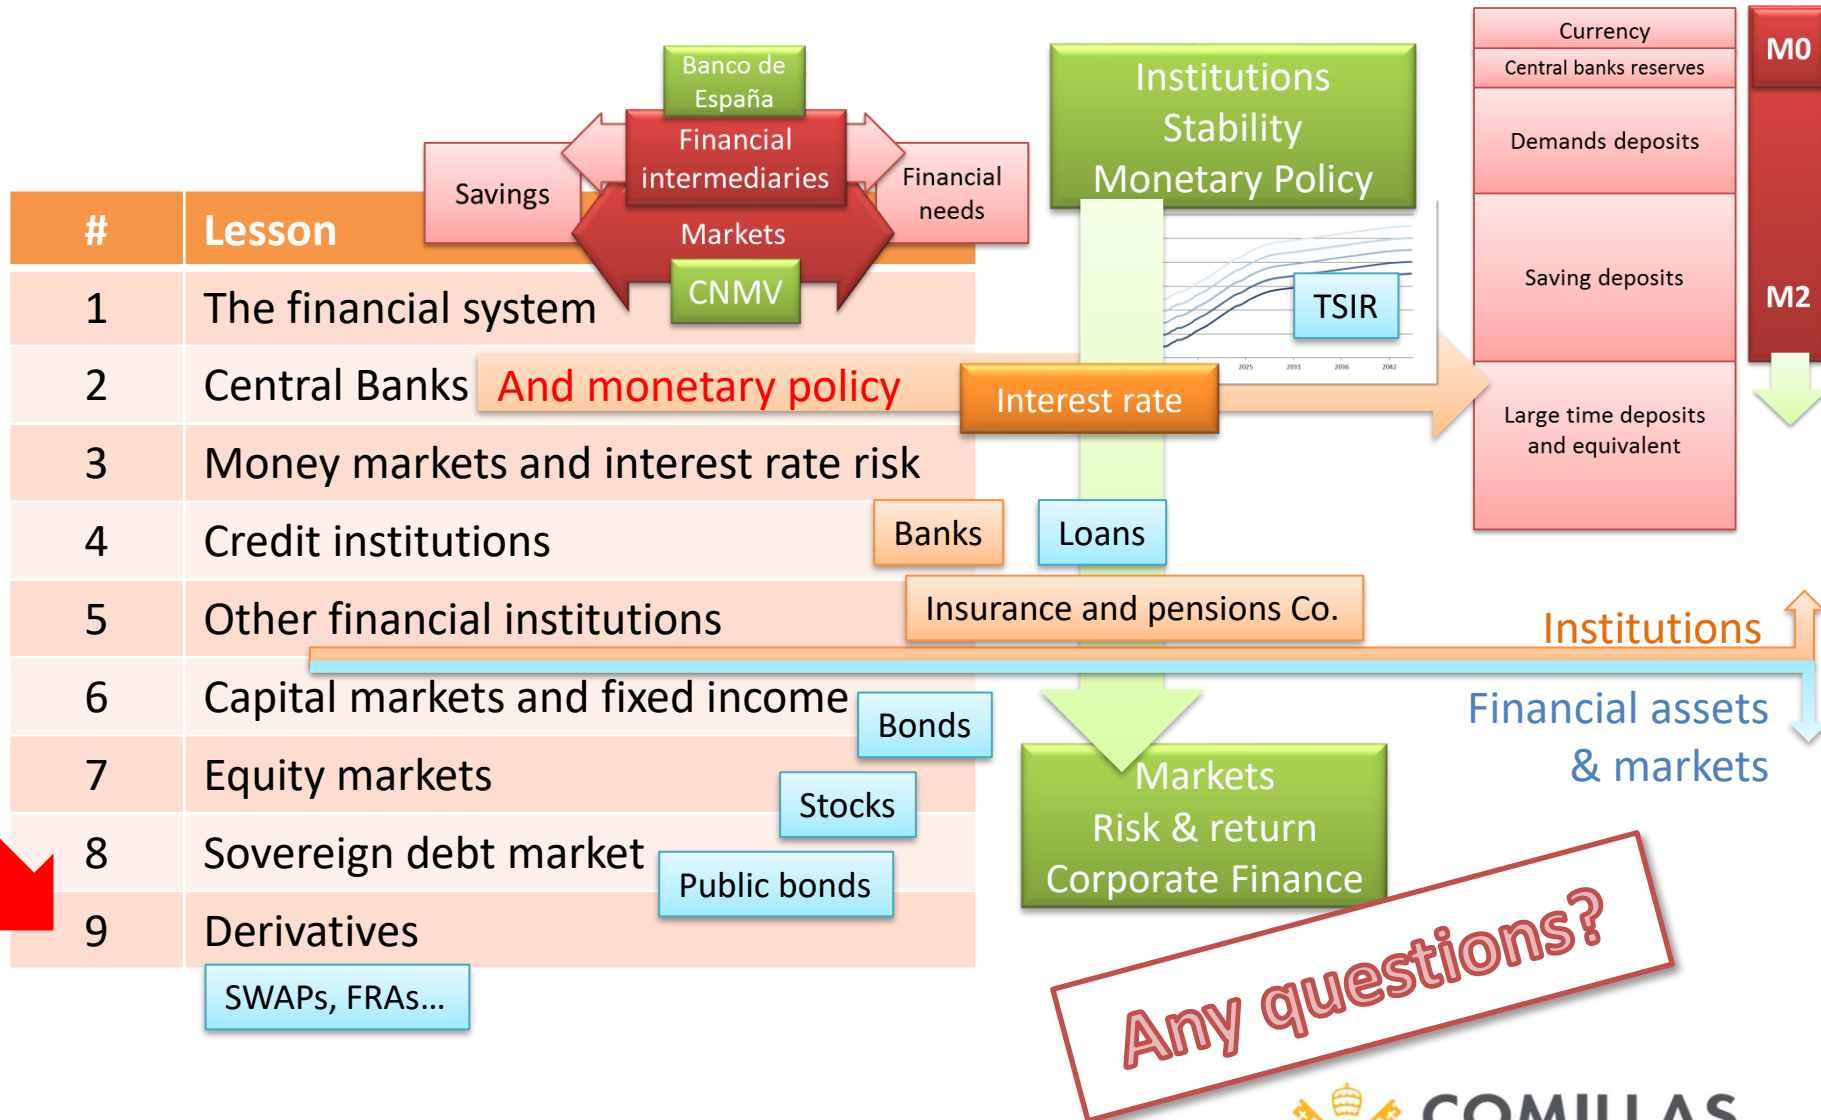 Banco de
España
Financial
intermediaries
Savings
Financial
needs
Markets
CNMV
Institutions
Stability
Monetary Policy
Currency
Central banks reserves
Demands deposits
Saving deposits
Large time deposits
and equivalent
M0
M2
# Lesson
1 The financial system
2 Central Banks And monetary policy
3 Money markets and interest rate risk
4 Credit institutions
5 Other financial institutions
6 Capital markets and fixed income
7 Equity markets
8 Sovereign debt market
9 Derivatives
TSIR
2025 2031 2036 2042
Interest rate
Banks
Loans
Insurance and pensions Co.
Institutions
Financial assets
& markets
Bonds
Stocks
Public bonds
SWAPs, FRAs...
Markets
Risk & return
Corporate Finance
Any questions?
COMILLAS